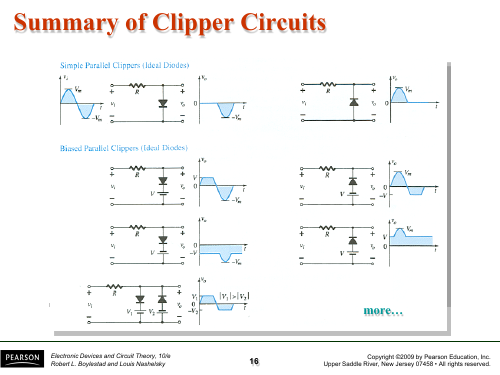 Summary of Clipper Circuits
Simple Parallel Clippers (Ideal Diodes)
v_i V_m -V_m t
+ R + v_i v_o - -
v_o 0 -V_m t
+ R + v_i v_o - -
v_o V_m 0 t
Biased Parallel Clippers (Ideal Diodes)
+ R + v_i v_o V - -
v_o V 0 -V_m t
+ R + v_i v_o V - -
v_o V_m 0 -V t
+ R + v_i v_o V - -
v_o 0 -V -V_m t
+ R + v_i v_o V - -
v_o V_m V 0 t
+ R + v_i V_1 V_2 v_o - -
v_o V_1 0 -V_2 t |V_1|>|V_2|
more…
PEARSON
Electronic Devices and Circuit Theory, 10/e
Robert L. Boylestad and Louis Nashelsky
16
Copyright ©2009 by Pearson Education, Inc.
Upper Saddle River, New Jersey 07458 • All rights reserved.